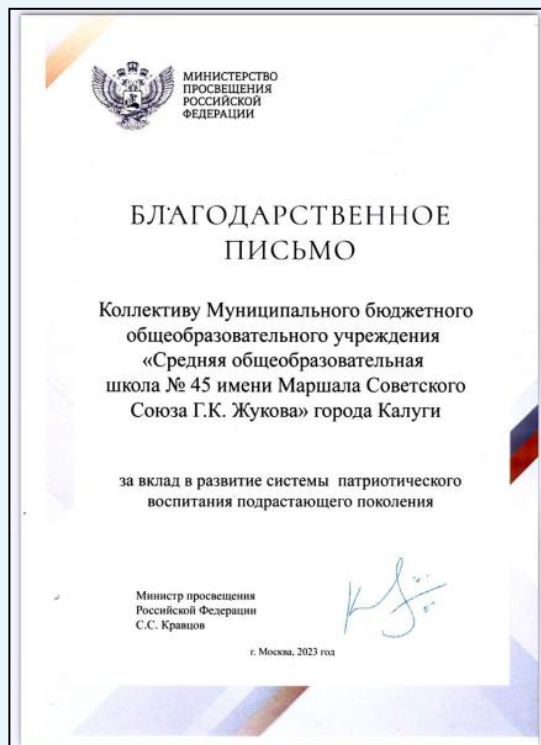 МИНИСТЕРСТВО
ПРОСВЕЩЕНИЯ
РОССИЙСКОЙ
ФЕДЕРАЦИИ
БЛАГОДАРСТВЕННОЕ
ПИСЬМО
Коллективу Муниципального бюджетного
общеобразовательного учреждения
«Средняя общеобразовательная
школа № 45 имени Маршала Советского
Союза Г.К. Жукова» города Калуги
за вклад в развитие системы патриотического
воспитания подрастающего поколения
Министр просвещения
Российской Федерации
С.С. Кравцов
г. Москва, 2023 год